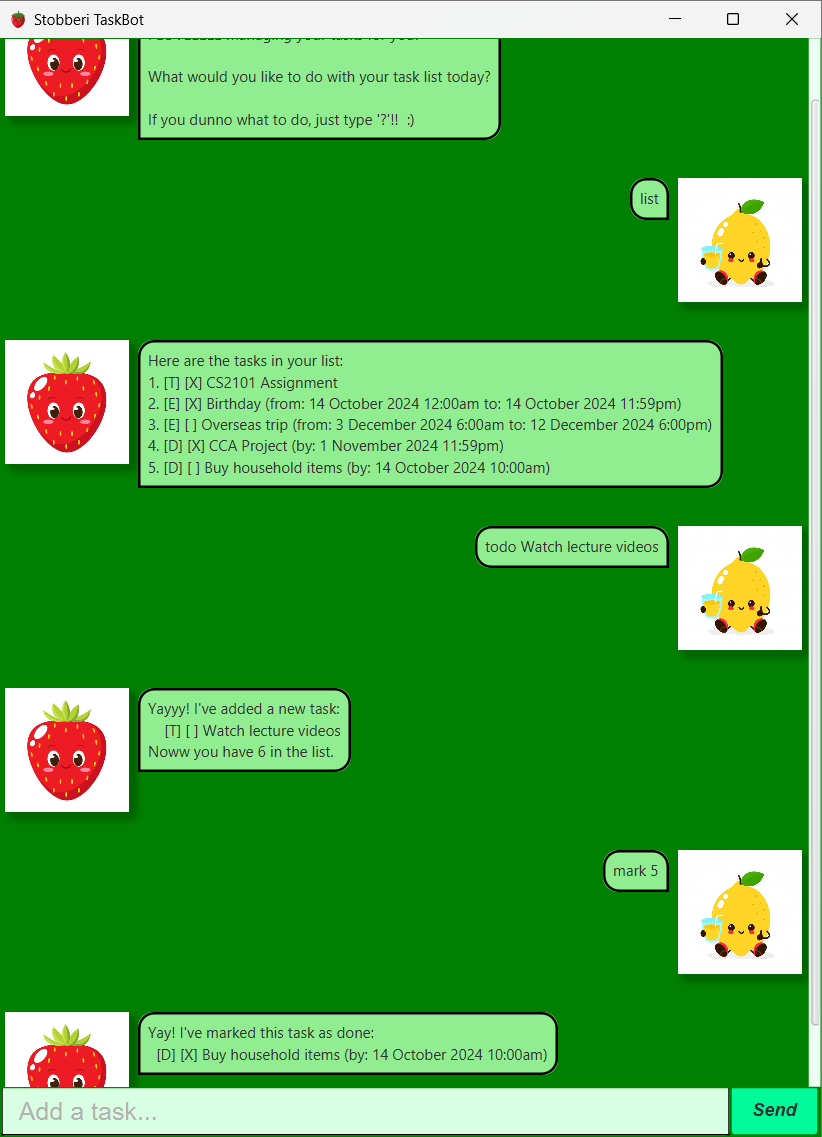 Stobberi TaskBot
managing your tasks for you!
What would you like to do with your task list today?
If you dunno what to do, just type '?'!!  :)
list
Here are the tasks in your list:
1. [T] [X] CS2101 Assignment
2. [E] [X] Birthday (from: 14 October 2024 12:00am to: 14 October 2024 11:59pm)
3. [E] [ ] Overseas trip (from: 3 December 2024 6:00am to: 12 December 2024 6:00pm)
4. [D] [X] CCA Project (by: 1 November 2024 11:59pm)
5. [D] [ ] Buy household items (by: 14 October 2024 10:00am)
todo Watch lecture videos
Yayyy! I've added a new task:
[T] [ ] Watch lecture videos
Noww you have 6 in the list.
mark 5
Yay! I've marked this task as done:
[D] [X] Buy household items (by: 14 October 2024 10:00am)
Add a task...
Send